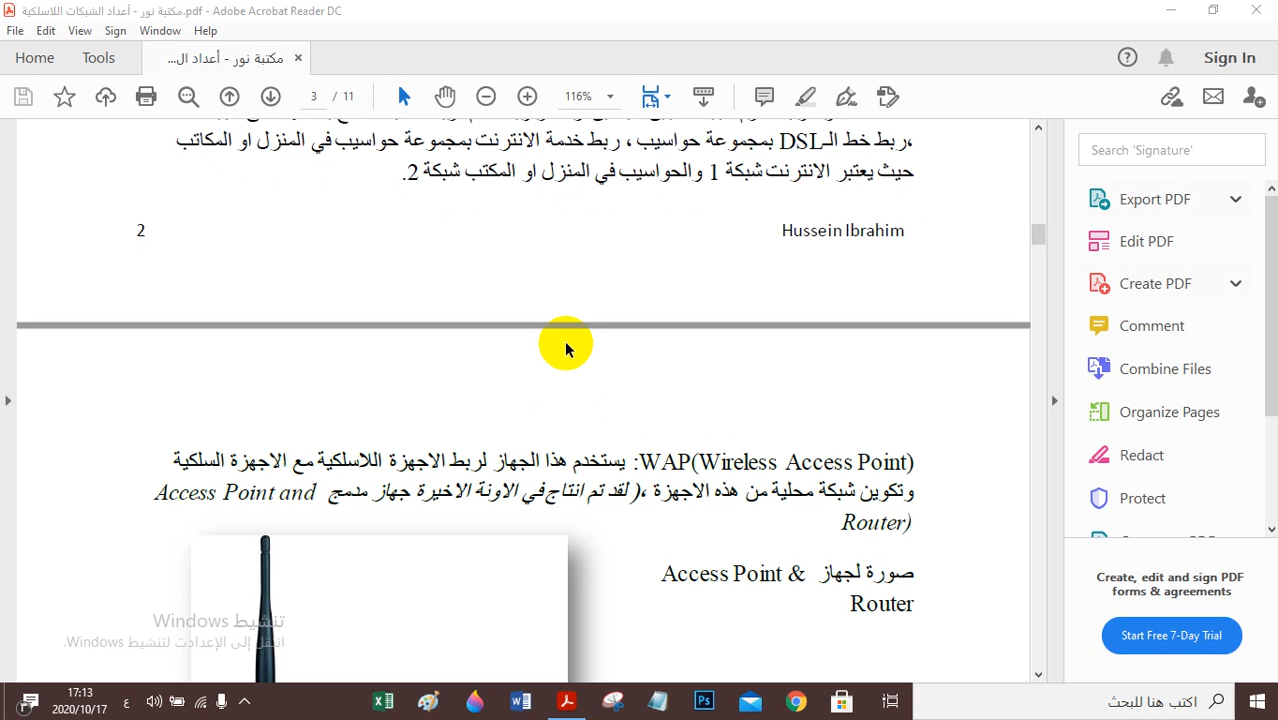 مكتبة نور - أعداد الشبكات اللاسلكية.pdf - Adobe Acrobat Reader DC
File Edit View Sign Window Help
Home Tools مكتبة نور - أعداد ال... × Sign In
3 / 11 116%
،ربط خط الـDSL بمجموعة حواسيب ، ربط خدمة الانترنت بمجموعة حواسيب في المنزل او المكاتب
حيث يعتبر الانترنت شبكة 1 والحواسيب في المنزل او المكتب شبكة 2.
2 Hussein Ibrahim
WAP(Wireless Access Point): يستخدم هذا الجهاز لربط الاجهزة اللاسلكية مع الاجهزة السلكية
وتكوين شبكة محلية من هذه الاجهزة ،( لقد تم انتاج في الاونة الاخيرة جهاز مدمج Access Point and
Router)
صورة لجهاز Access Point &
Router
Search 'Signature'
Export PDF
Edit PDF
Create PDF
Comment
Combine Files
Organize Pages
Redact
Protect
Create, edit and sign PDF
forms & agreements
Start Free 7-Day Trial
تنشيط Windows
انتقل إلى الإعدادت لتنشيط Windows.
17:13
2020/10/17
ع
اكتب هنا للبحث